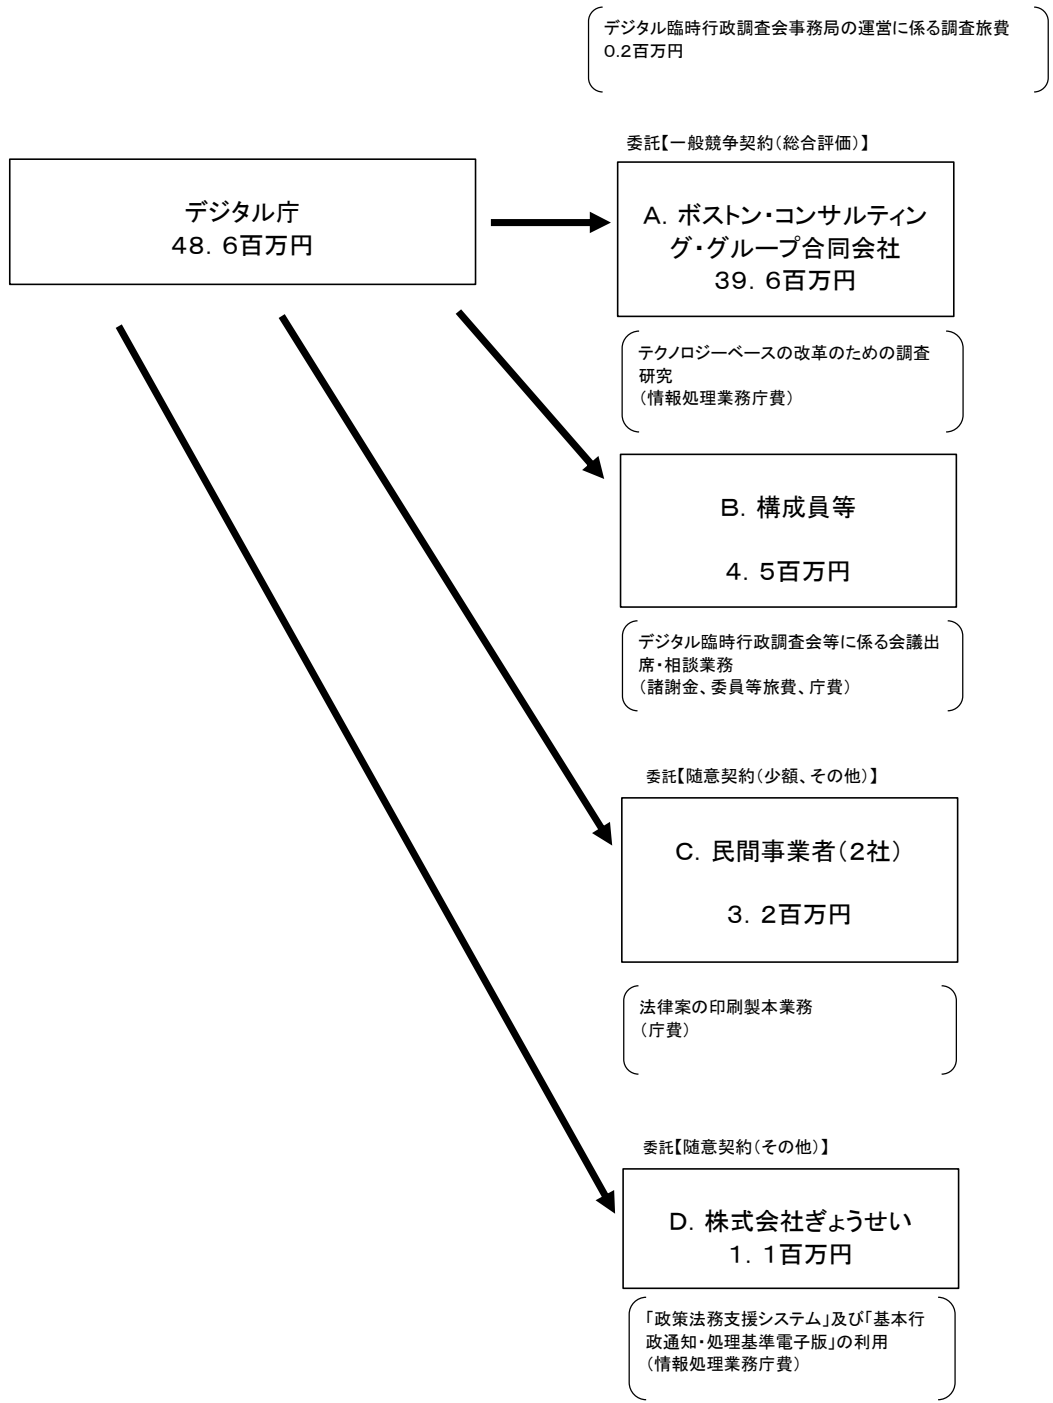 デジタル臨時行政調査会事務局の運営に係る調査旅費
０.２百万円
委託【一般競争契約（総合評価）】
デジタル庁
４８．６百万円
Ａ．ボストン・コンサルティン
グ・グループ合同会社
３９．６百万円
テクノロジーベースの改革のための調査
研究
（情報処理業務庁費）
Ｂ．構成員等
４．５百万円
デジタル臨時行政調査会等に係る会議出
席・相談業務
（諸謝金、委員等旅費、庁費）
委託【随意契約（少額、その他）】
Ｃ．民間事業者（２社）
３．２百万円
法律案の印刷製本業務
（庁費）
委託【随意契約（その他）】
Ｄ．株式会社ぎょうせい
１．１百万円
「政策法務支援システム」及び「基本行
政通知・処理基準電子版」の利用
（情報処理業務庁費）